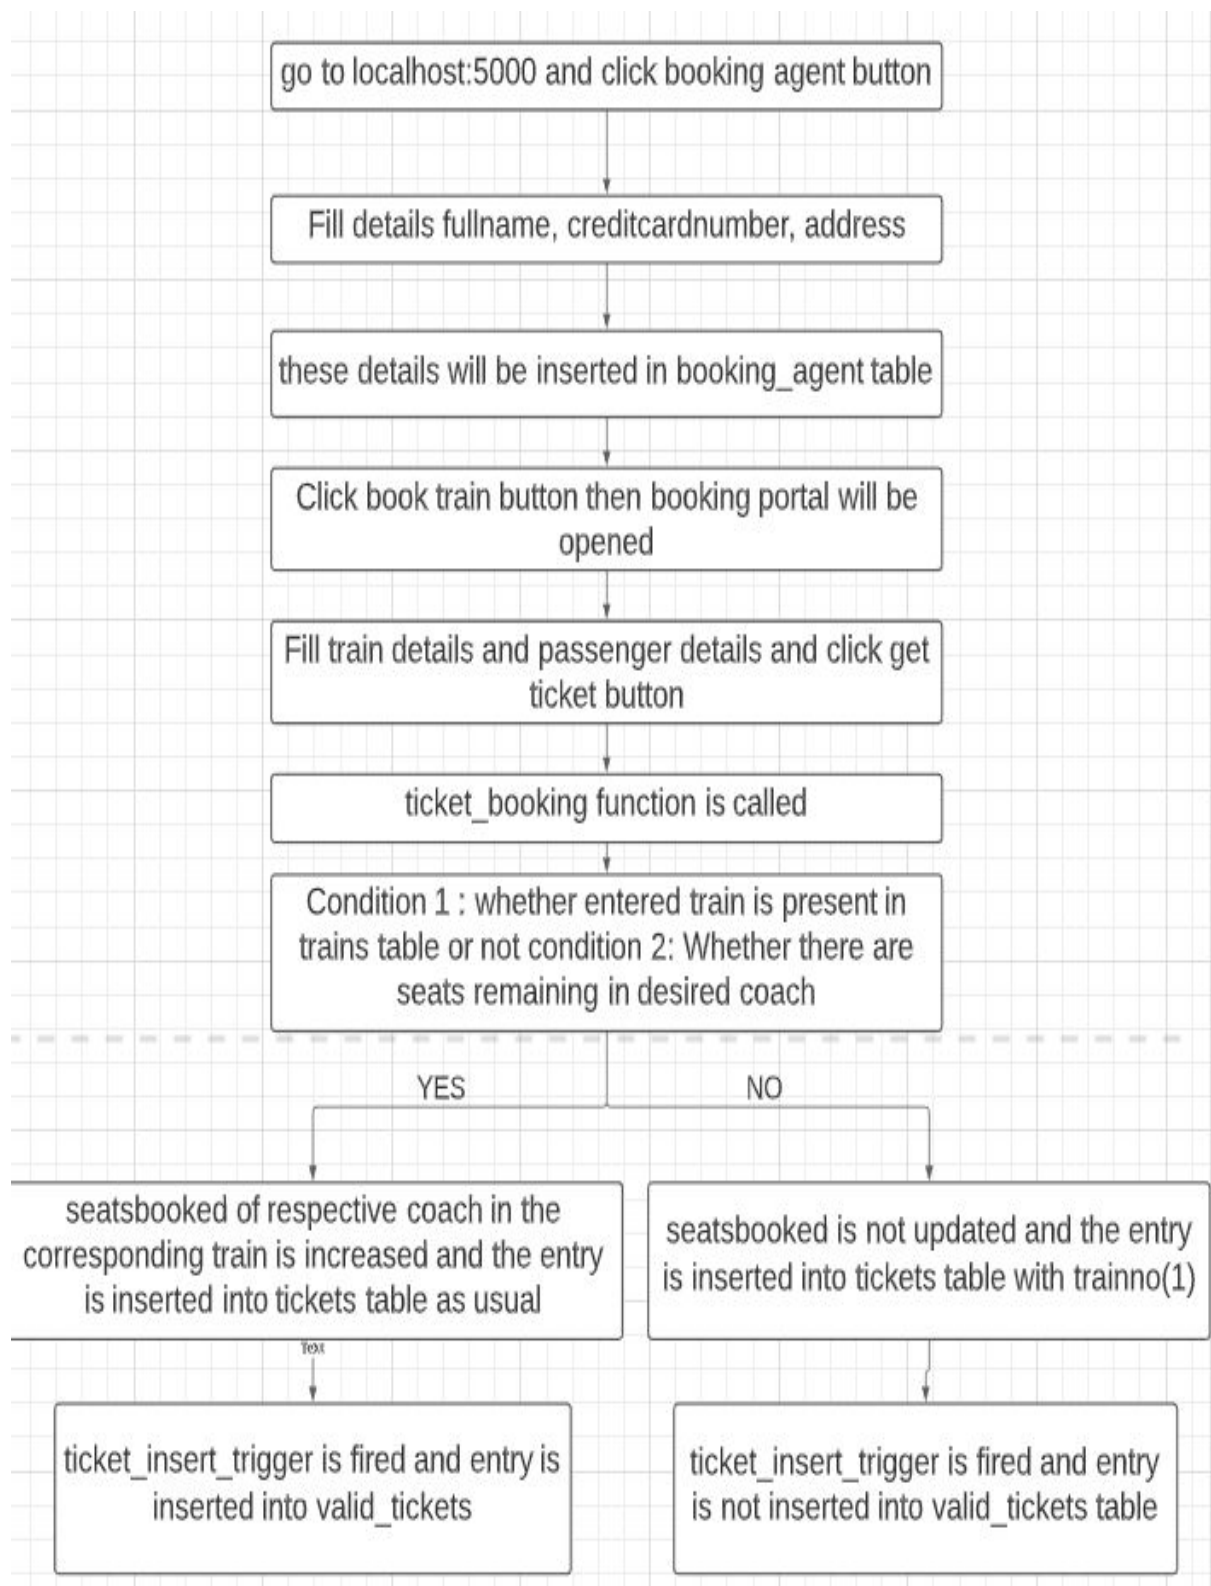 go to localhost:5000 and click booking agent button
Fill details fullname, creditcardnumber, address
these details will be inserted in booking_agent table
Click book train button then booking portal will be
opened
Fill train details and passenger details and click get
ticket button
ticket_booking function is called
Condition 1 : whether entered train is present in
trains table or not condition 2: Whether there are
seats remaining in desired coach
YES
NO
seatsbooked of respective coach in the
corresponding train is increased and the entry
is inserted into tickets table as usual
seatsbooked is not updated and the entry
is inserted into tickets table with trainno(1)
Text
ticket_insert_trigger is fired and entry is
inserted into valid_tickets
ticket_insert_trigger is fired and entry
is not inserted into valid_tickets table